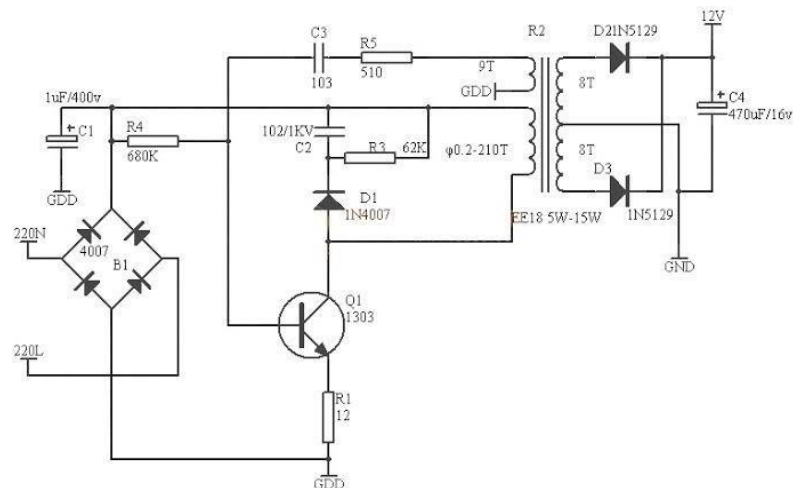 12V
R2
D21N5129
C3
R5
9T
103
510
8T
GDD
C4
470uF/16v
1uF/400v
C1
R4
102/1KV
680K
C2
R3
62K
φ0.2-210T
8T
D3
GDD
D1
1N4007
EE18 5W-15W
1N5129
220N
4007
B1
GND
Q1
1303
220L
R1
12
GDD